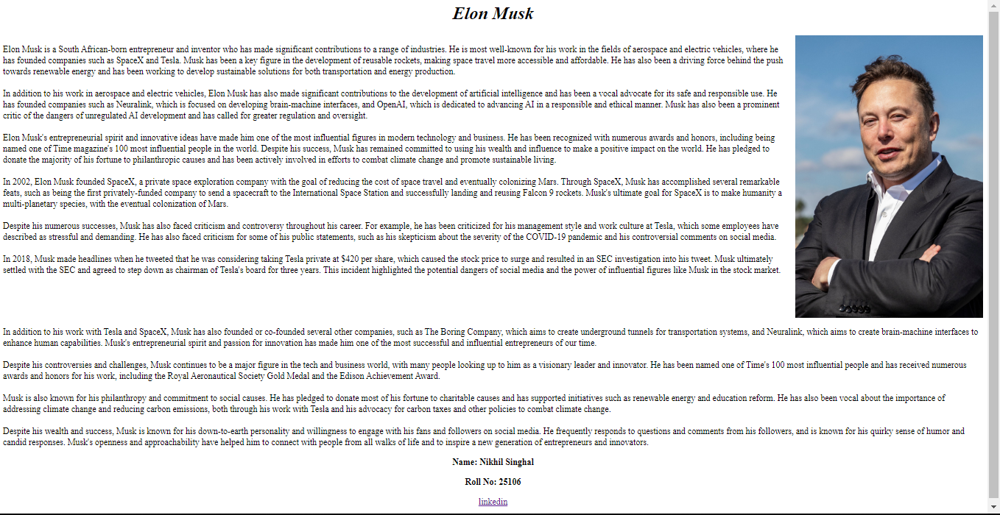 Elon Musk
Elon Musk is a South African-born entrepreneur and inventor who has made significant contributions to a range of industries. He is most well-known for his work in the fields of aerospace and electric vehicles, where he
has founded companies such as SpaceX and Tesla. Musk has been a key figure in the development of reusable rockets, making space travel more accessible and affordable. He has also been a driving force behind the push
towards renewable energy and has been working to develop sustainable solutions for both transportation and energy production.
In addition to his work in aerospace and electric vehicles, Elon Musk has also made significant contributions to the development of artificial intelligence and has been a vocal advocate for its safe and responsible use. He
has founded companies such as Neuralink, which is focused on developing brain-machine interfaces, and OpenAI, which is dedicated to advancing AI in a responsible and ethical manner. Musk has also been a prominent
critic of the dangers of unregulated AI development and has called for greater regulation and oversight.
Elon Musk's entrepreneurial spirit and innovative ideas have made him one of the most influential figures in modern technology and business. He has been recognized with numerous awards and honors, including being
named one of Time magazine's 100 most influential people in the world. Despite his success, Musk has remained committed to using his wealth and influence to make a positive impact on the world. He has pledged to
donate the majority of his fortune to philanthropic causes and has been actively involved in efforts to combat climate change and promote sustainable living.
In 2002, Elon Musk founded SpaceX, a private space exploration company with the goal of reducing the cost of space travel and eventually colonizing Mars. Through SpaceX, Musk has accomplished several remarkable
feats, such as being the first privately-funded company to send a spacecraft to the International Space Station and successfully landing and reusing Falcon 9 rockets. Musk's ultimate goal for SpaceX is to make humanity a
multi-planetary species, with the eventual colonization of Mars.
Despite his numerous successes, Musk has also faced criticism and controversy throughout his career. For example, he has been criticized for his management style and work culture at Tesla, which some employees have
described as stressful and demanding. He has also faced criticism for some of his public statements, such as his skepticism about the severity of the COVID-19 pandemic and his controversial comments on social media.
In 2018, Musk made headlines when he tweeted that he was considering taking Tesla private at $420 per share, which caused the stock price to surge and resulted in an SEC investigation into his tweet. Musk ultimately
settled with the SEC and agreed to step down as chairman of Tesla's board for three years. This incident highlighted the potential dangers of social media and the power of influential figures like Musk in the stock market.
In addition to his work with Tesla and SpaceX, Musk has also founded or co-founded several other companies, such as The Boring Company, which aims to create underground tunnels for transportation systems, and Neuralink, which aims to create brain-machine interfaces to
enhance human capabilities. Musk's entrepreneurial spirit and passion for innovation has made him one of the most successful and influential entrepreneurs of our time.
Despite his controversies and challenges, Musk continues to be a major figure in the tech and business world, with many people looking up to him as a visionary leader and innovator. He has been named one of Time's 100 most influential people and has received numerous
awards and honors for his work, including the Royal Aeronautical Society Gold Medal and the Edison Achievement Award.
Musk is also known for his philanthropy and commitment to social causes. He has pledged to donate most of his fortune to charitable causes and has supported initiatives such as renewable energy and education reform. He has also been vocal about the importance of
addressing climate change and reducing carbon emissions, both through his work with Tesla and his advocacy for carbon taxes and other policies to combat climate change.
Despite his wealth and success, Musk is known for his down-to-earth personality and willingness to engage with his fans and followers on social media. He frequently responds to questions and comments from his followers, and is known for his quirky sense of humor and
candid responses. Musk's openness and approachability have helped him to connect with people from all walks of life and to inspire a new generation of entrepreneurs and innovators.
Name: Nikhil Singhal
Roll No: 25106
linkedin